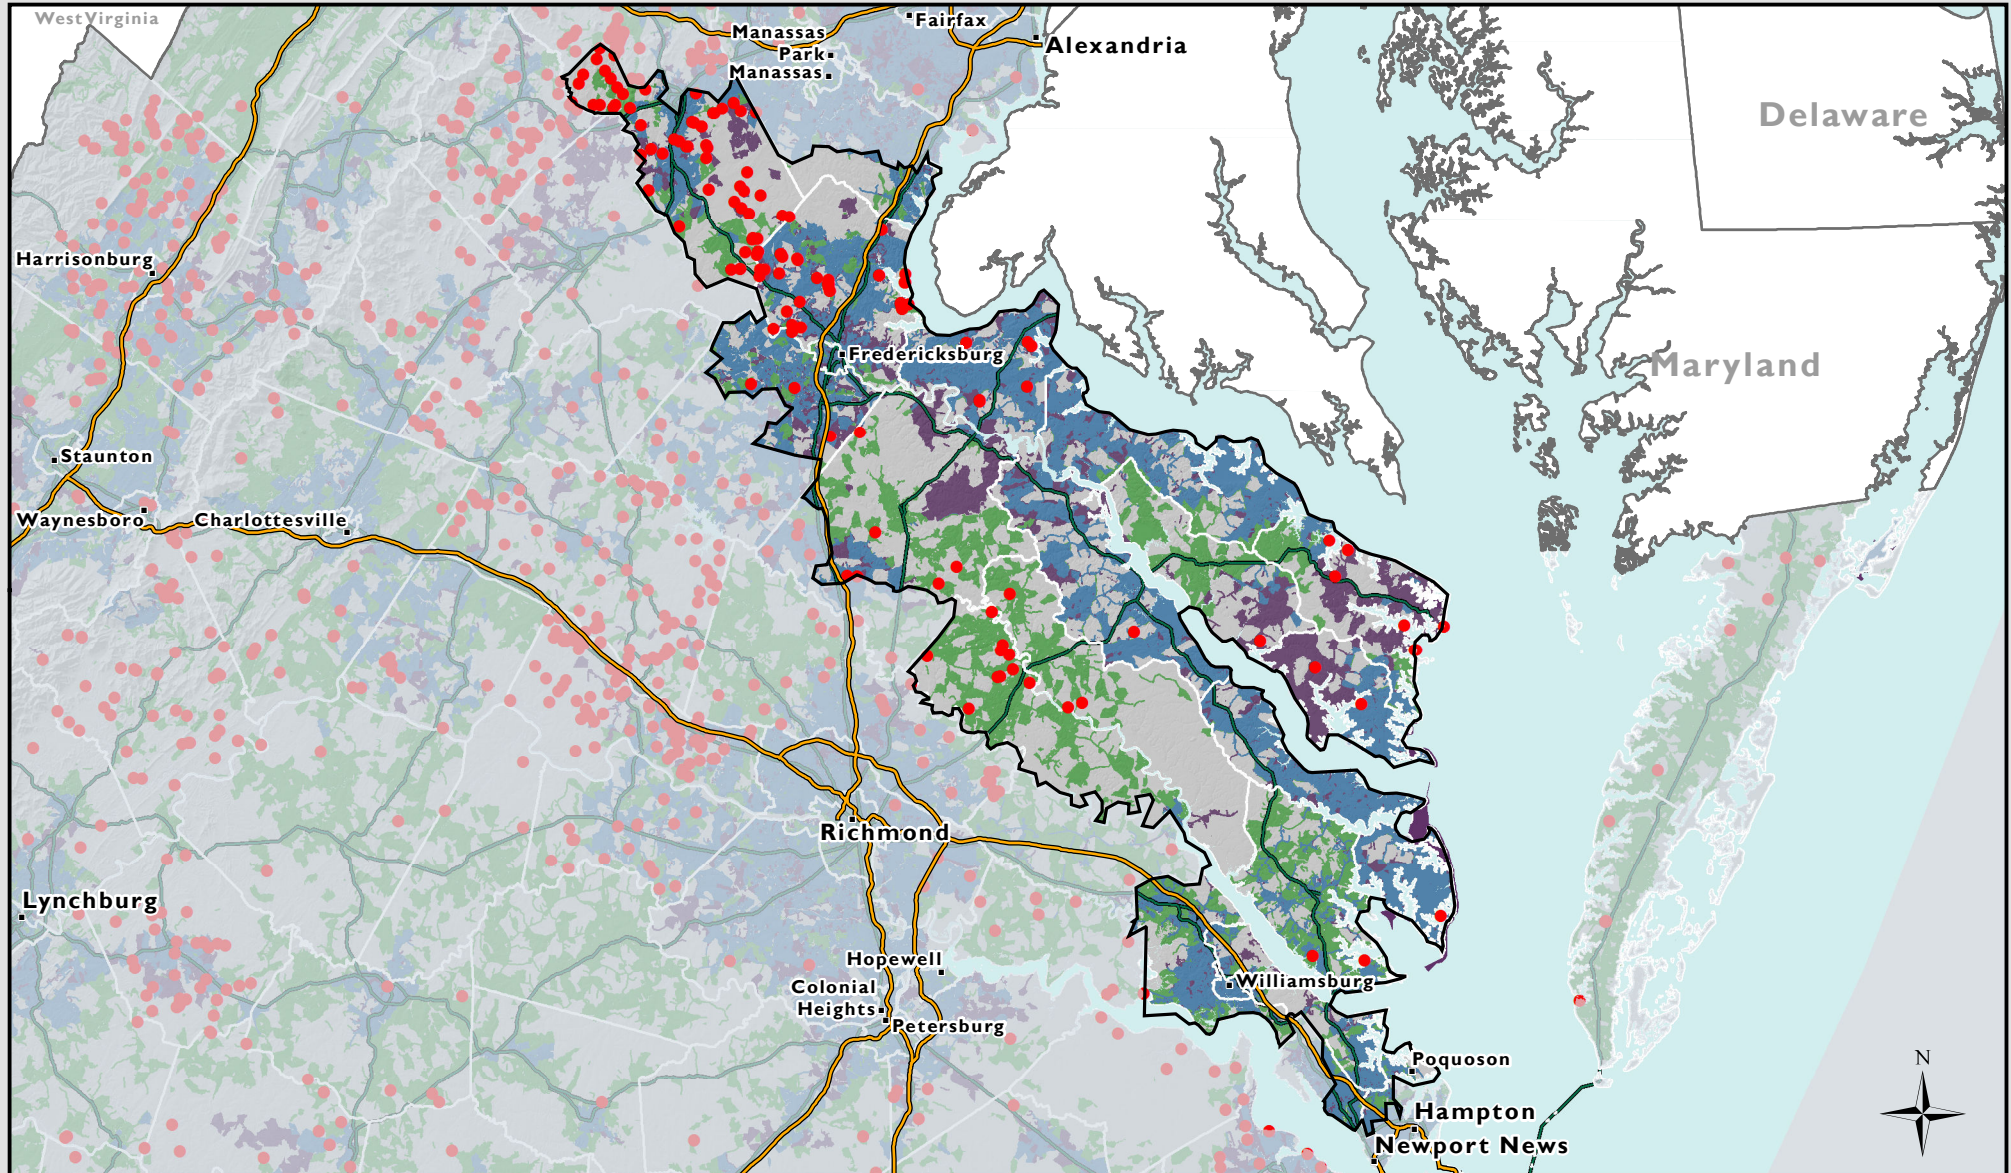 West Virginia
Fairfax
Manassas
Park
Manassas
Alexandria
Delaware
Harrisonburg
Fredericksburg
Maryland
Staunton
Waynesboro
Charlottesville
Richmond
Lynchburg
Hopewell
Colonial
Heights
Petersburg
Williamsburg
Poquoson
N
Hampton
Newport News